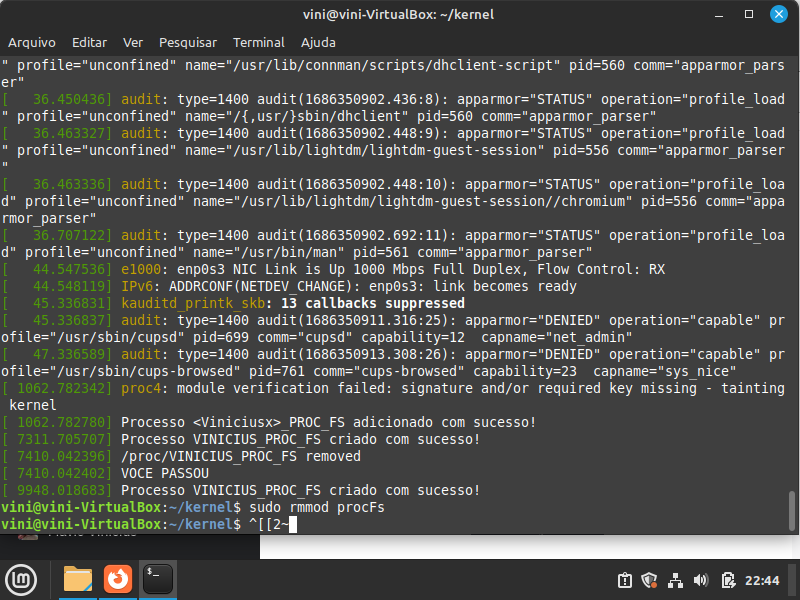 vini@vini-VirtualBox: ~/kernel
Arquivo Editar Ver Pesquisar Terminal Ajuda
" profile="unconfined" name="/usr/lib/connman/scripts/dhclient-script" pid=560 comm="apparmor_pars
er"
[   36.450436] audit: type=1400 audit(1686350902.436:8): apparmor="STATUS" operation="profile_load
" profile="unconfined" name="/{,usr/}sbin/dhclient" pid=560 comm="apparmor_parser"
[   36.463327] audit: type=1400 audit(1686350902.448:9): apparmor="STATUS" operation="profile_load
" profile="unconfined" name="/usr/lib/lightdm/lightdm-guest-session" pid=556 comm="apparmor_parser
"
[   36.463336] audit: type=1400 audit(1686350902.448:10): apparmor="STATUS" operation="profile_loa
d" profile="unconfined" name="/usr/lib/lightdm/lightdm-guest-session//chromium" pid=556 comm="appa
rmor_parser"
[   36.707122] audit: type=1400 audit(1686350902.692:11): apparmor="STATUS" operation="profile_loa
d" profile="unconfined" name="/usr/bin/man" pid=561 comm="apparmor_parser"
[   44.547536] e1000: enp0s3 NIC Link is Up 1000 Mbps Full Duplex, Flow Control: RX
[   44.548119] IPv6: ADDRCONF(NETDEV_CHANGE): enp0s3: link becomes ready
[   45.336831] kauditd_printk_skb: 13 callbacks suppressed
[   45.336837] audit: type=1400 audit(1686350911.316:25): apparmor="DENIED" operation="capable" pr
ofile="/usr/sbin/cupsd" pid=699 comm="cupsd" capability=12  capname="net_admin"
[   47.336589] audit: type=1400 audit(1686350913.308:26): apparmor="DENIED" operation="capable" pr
ofile="/usr/sbin/cups-browsed" pid=761 comm="cups-browsed" capability=23  capname="sys_nice"
[ 1062.782342] proc4: module verification failed: signature and/or required key missing - tainting
 kernel
[ 1062.782780] Processo <Viniciusx>_PROC_FS adicionado com sucesso!
[ 7311.705707] Processo VINICIUS_PROC_FS criado com sucesso!
[ 7410.042396] /proc/VINICIUS_PROC_FS removed
[ 7410.042402] VOCE PASSOU
[ 9948.018683] Processo VINICIUS_PROC_FS criado com sucesso!
vini@vini-VirtualBox:~/kernel$ sudo rmmod procFs
vini@vini-VirtualBox:~/kernel$ ^[[2~
22:44